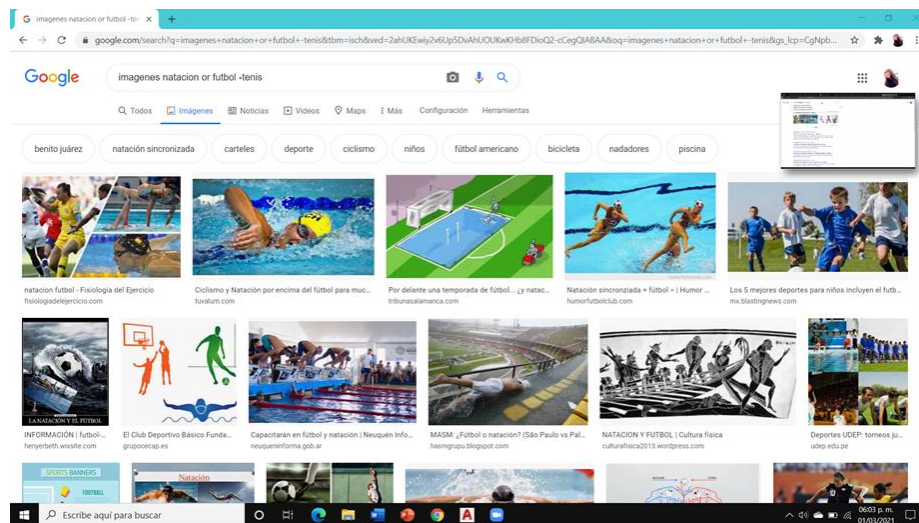 imagenes natacion or futbol -ten
google.com/search?q=imagenes+natacion+or+futbol+-tenis&tbm=isch&ved=2ahUKEwiy2v6Up5DvAhUOUKwKHb8FDioQ2-cCegQIABAA&oq=imagenes+natacion+or+futbol+-tenis&gs_lcp=CgNpb...
Google
imagenes natacion or futbol -tenis
Todos Imágenes Noticias Videos Maps Más Configuración Herramientas
benito juárez natación sincronizada carteles deporte ciclismo niños fútbol americano bicicleta nadadores piscina
natacion futbol - Fisiología del Ejercicio
fisiologiadelejercicio.com
Ciclismo y Natación por encima del fútbol para muc...
tuvalum.com
Por delante una temporada de fútbol... ¿y natac...
tribunasalamanca.com
Natación sincronziada + fútbol = | Humor ...
humorfutbolclub.com
Los 5 mejores deportes para niños incluyen el futb...
mx.blastingnews.com
LA NATACIÓN Y EL FÚTBOL
INFORMACIÓN | futbol-...
henyerbeth.wixsite.com
El Club Deportivo Básico Funda...
grupocecap.es
Capacitarán en fútbol y natación | Neuquén Info...
neuqueninforma.gob.ar
MASM: ¿Fútbol o natación? (São Paulo vs Pal...
hasmgrupu.blogspot.com
NATACION Y FUTBOL | Cultura física
culturafisica2013.wordpress.com
Deportes UDEP: torneos ju...
udep.edu.pe
SPORTS BANNERS
FOOTBALL
Natación
Escribe aquí para buscar
06:03 p. m.
01/03/2021